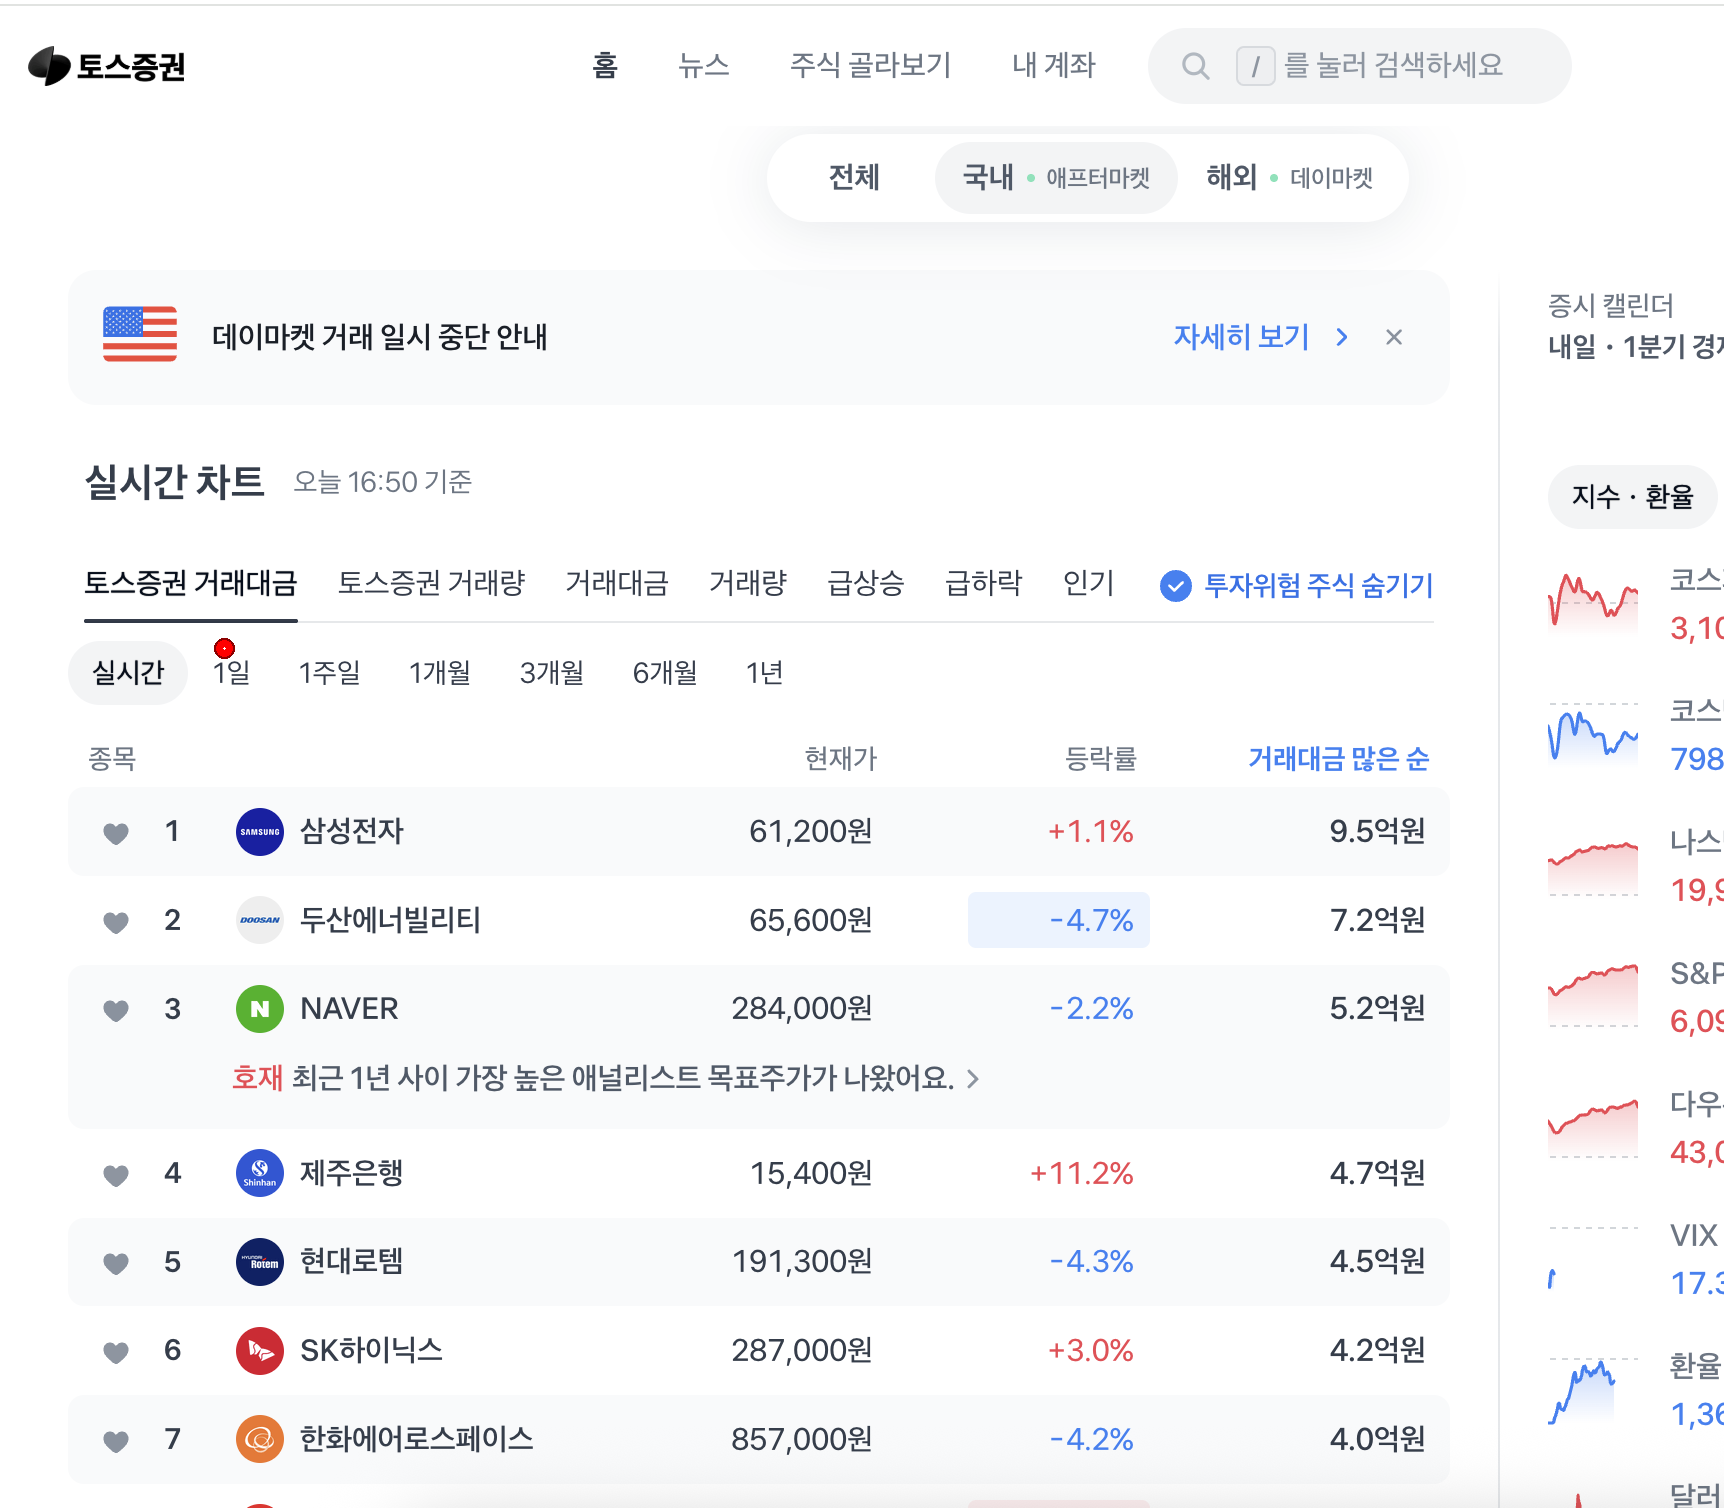 토스증권
홈 뉴스 주식 골라보기 내 계좌 / 를 눌러 검색하세요
전체 국내 • 애프터마켓 해외 • 데이마켓
데이마켓 거래 일시 중단 안내 자세히 보기
증시 캘린더
내일 · 1분기
실시간 차트 오늘 16:50 기준
지수 · 환율
토스증권 거래대금 토스증권 거래량 거래대금 거래량 급상승 급하락 인기 투자위험 주식 숨기기
실시간 1일 1주일 1개월 3개월 6개월 1년
종목 현재가 등락률 거래대금 많은 순
1 SAMSUNG 삼성전자 61,200원 +1.1% 9.5억원
2 DOOSAN 두산에너빌리티 65,600원 -4.7% 7.2억원
3 N NAVER 284,000원 -2.2% 5.2억원
호재 최근 1년 사이 가장 높은 애널리스트 목표주가가 나왔어요.
4 Shinhan 제주은행 15,400원 +11.2% 4.7억원
5 HYUNDAI Rotem 현대로템 191,300원 -4.3% 4.5억원
6 SK하이닉스 287,000원 +3.0% 4.2억원
7 한화에어로스페이스 857,000원 -4.2% 4.0억원
코스
3,10
코스
798
나스
19,9
S&P
6,09
다우
43,0
VIX
17.3
환율
1,36
달러